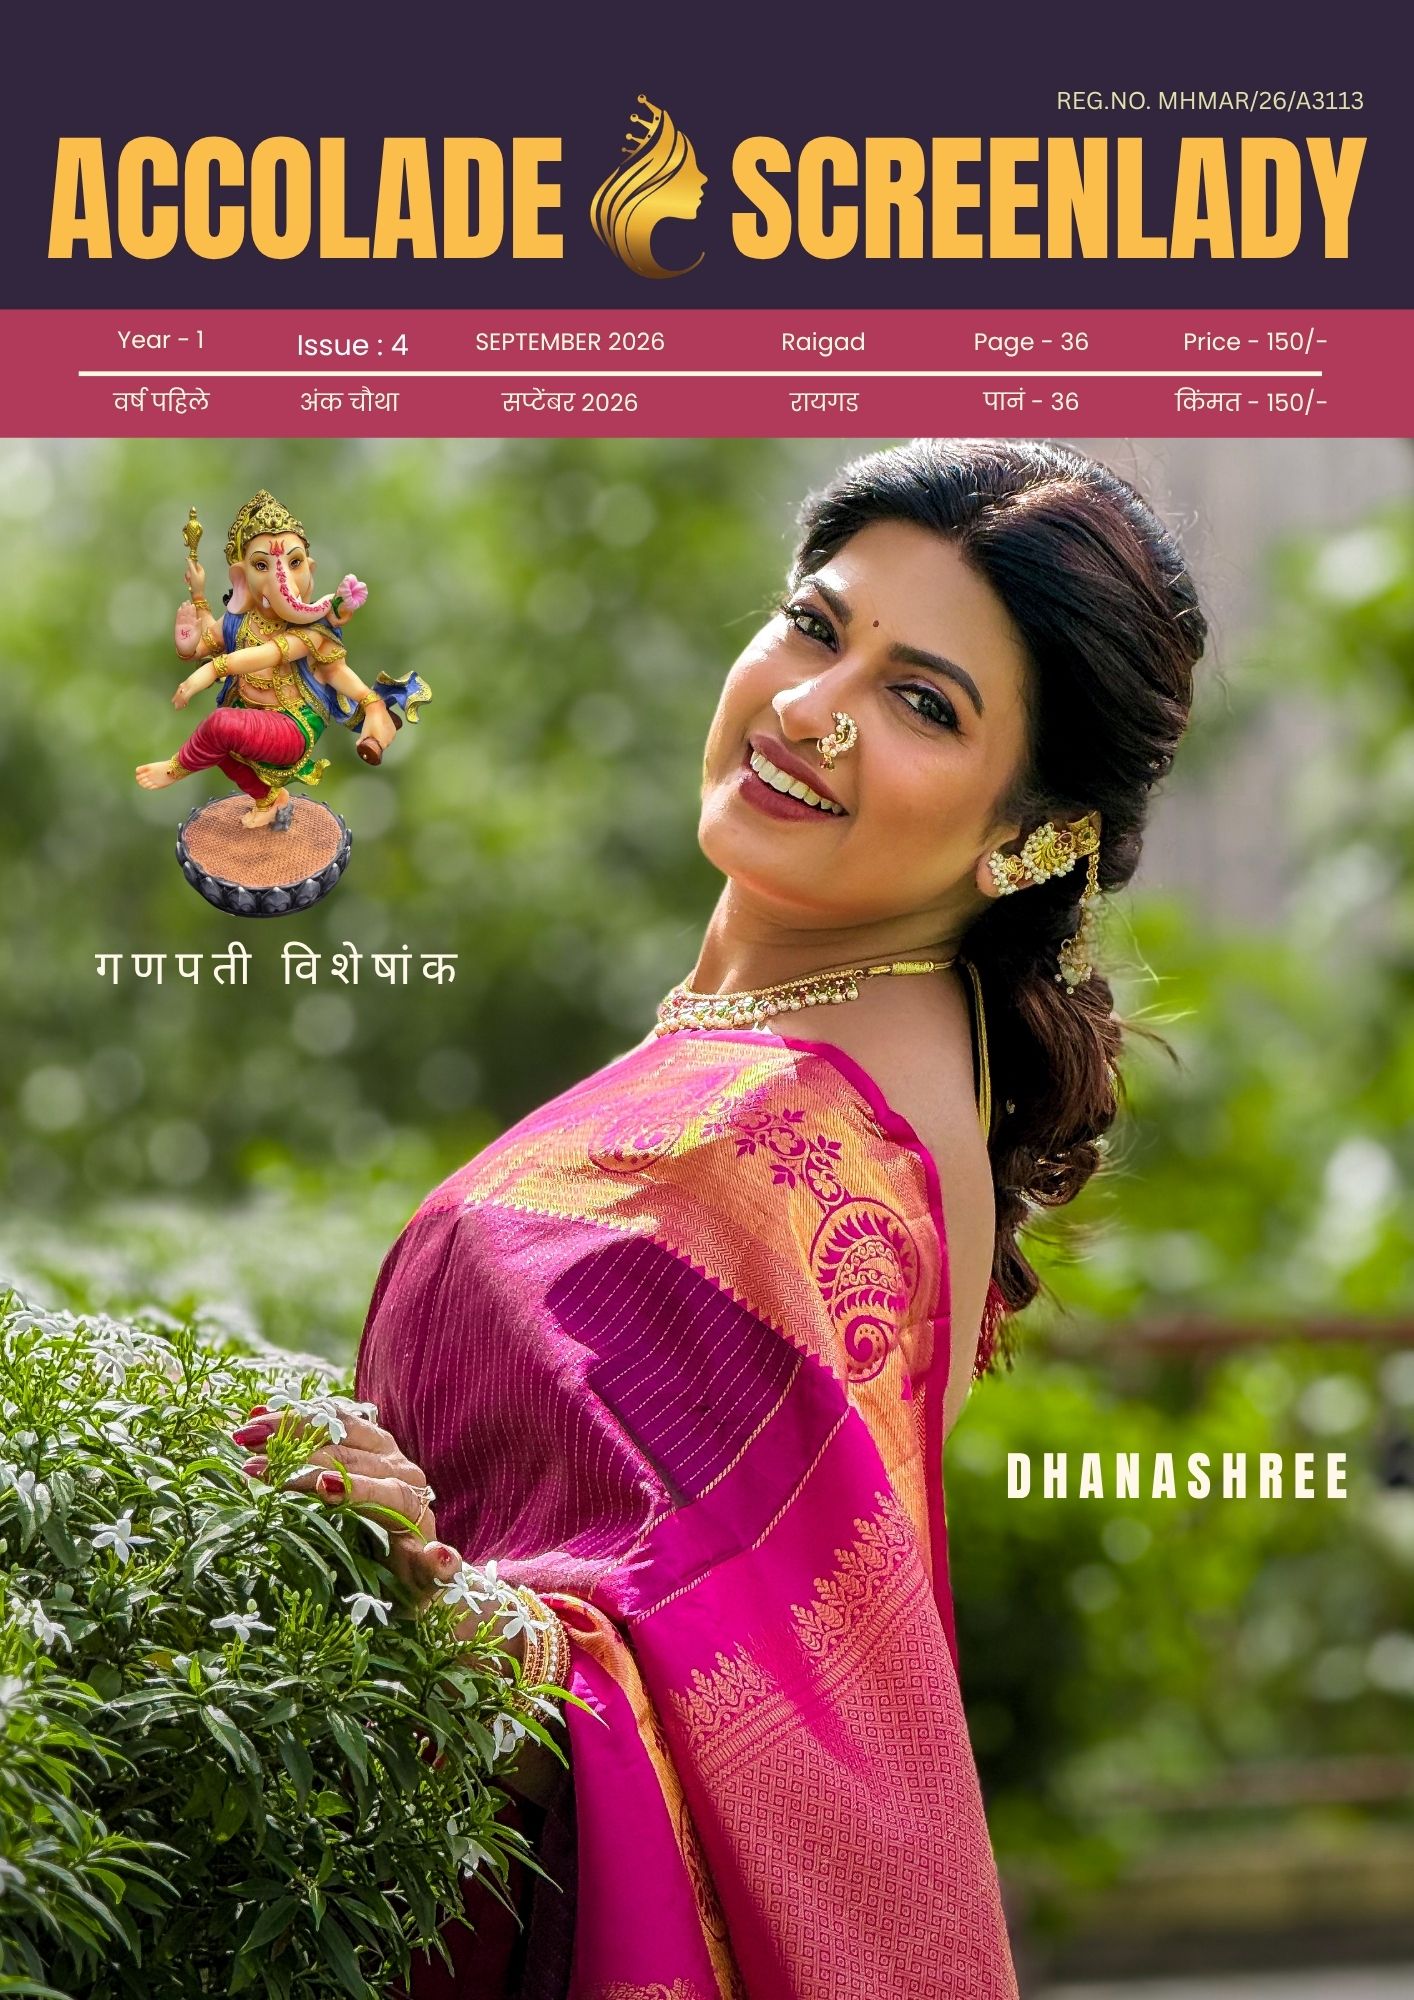 REG.NO. MHMAR/26/A3113
ACCOLADE SCREENLADY
Year - 1 Issue : 4 SEPTEMBER 2026 Raigad Page - 36 Price - 150/-
वर्ष पहिले अंक चौथा सप्टेंबर 2026 रायगड पानं - 36 किंमत - 150/-
गणपती विशेषांक
DHANASHREE